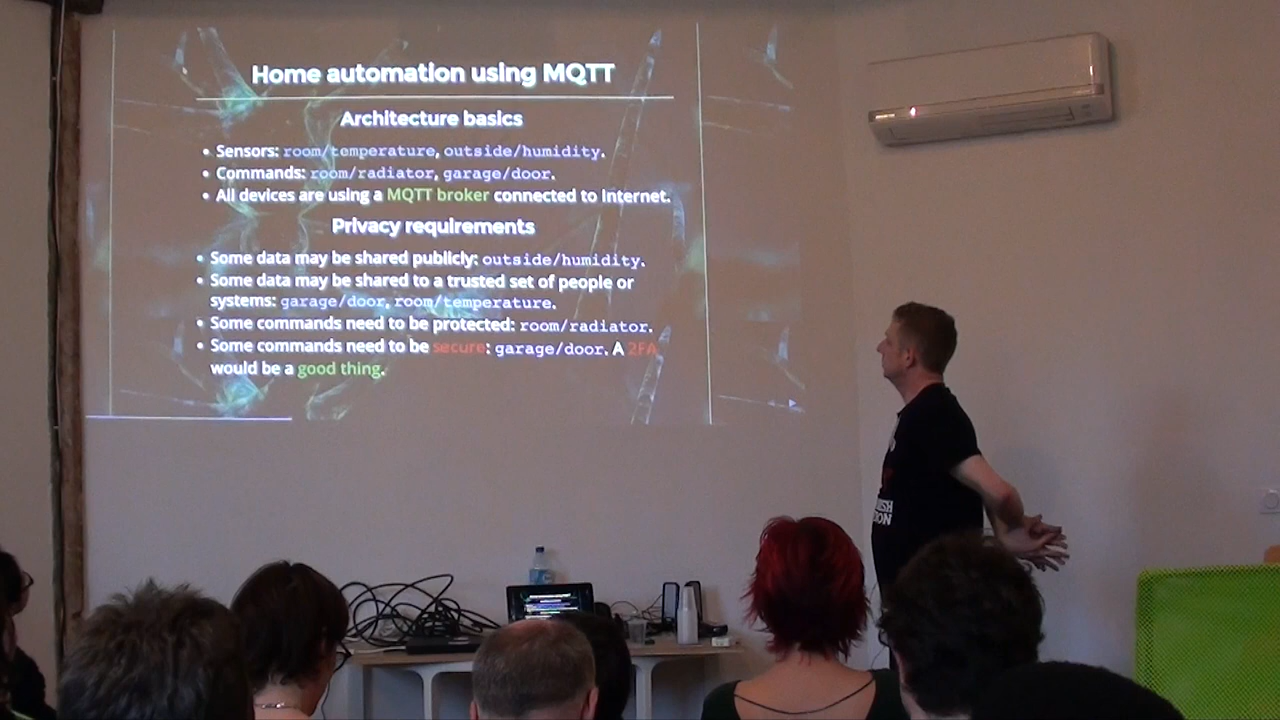 Home automation using MQTT
Architecture basics
• Sensors: room/temperature, outside/humidity.
• Commands: room/radiator, garage/door.
• All devices are using a MQTT broker connected to Internet.
Privacy requirements
• Some data may be shared publicly: outside/humidity.
• Some data may be shared to a trusted set of people or
systems: garage/door, room/temperature.
• Some commands need to be protected: room/radiator.
• Some commands need to be secure: garage/door. A 2FA
would be a good thing.